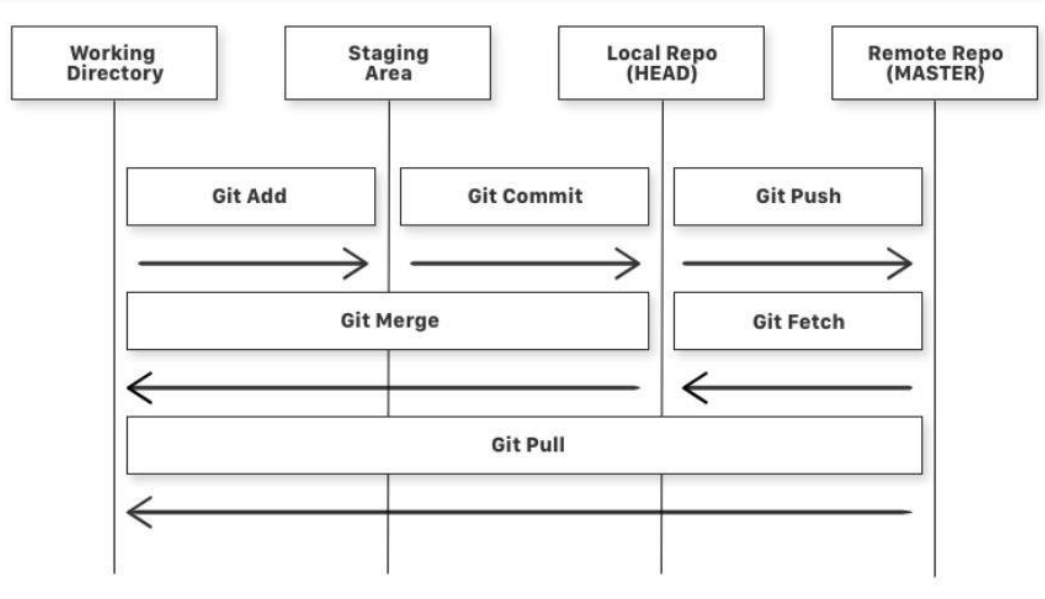 Working
Directory
Staging
Area
Local Repo
(HEAD)
Remote Repo
(MASTER)
Git Add
Git Commit
Git Push
Git Merge
Git Fetch
Git Pull